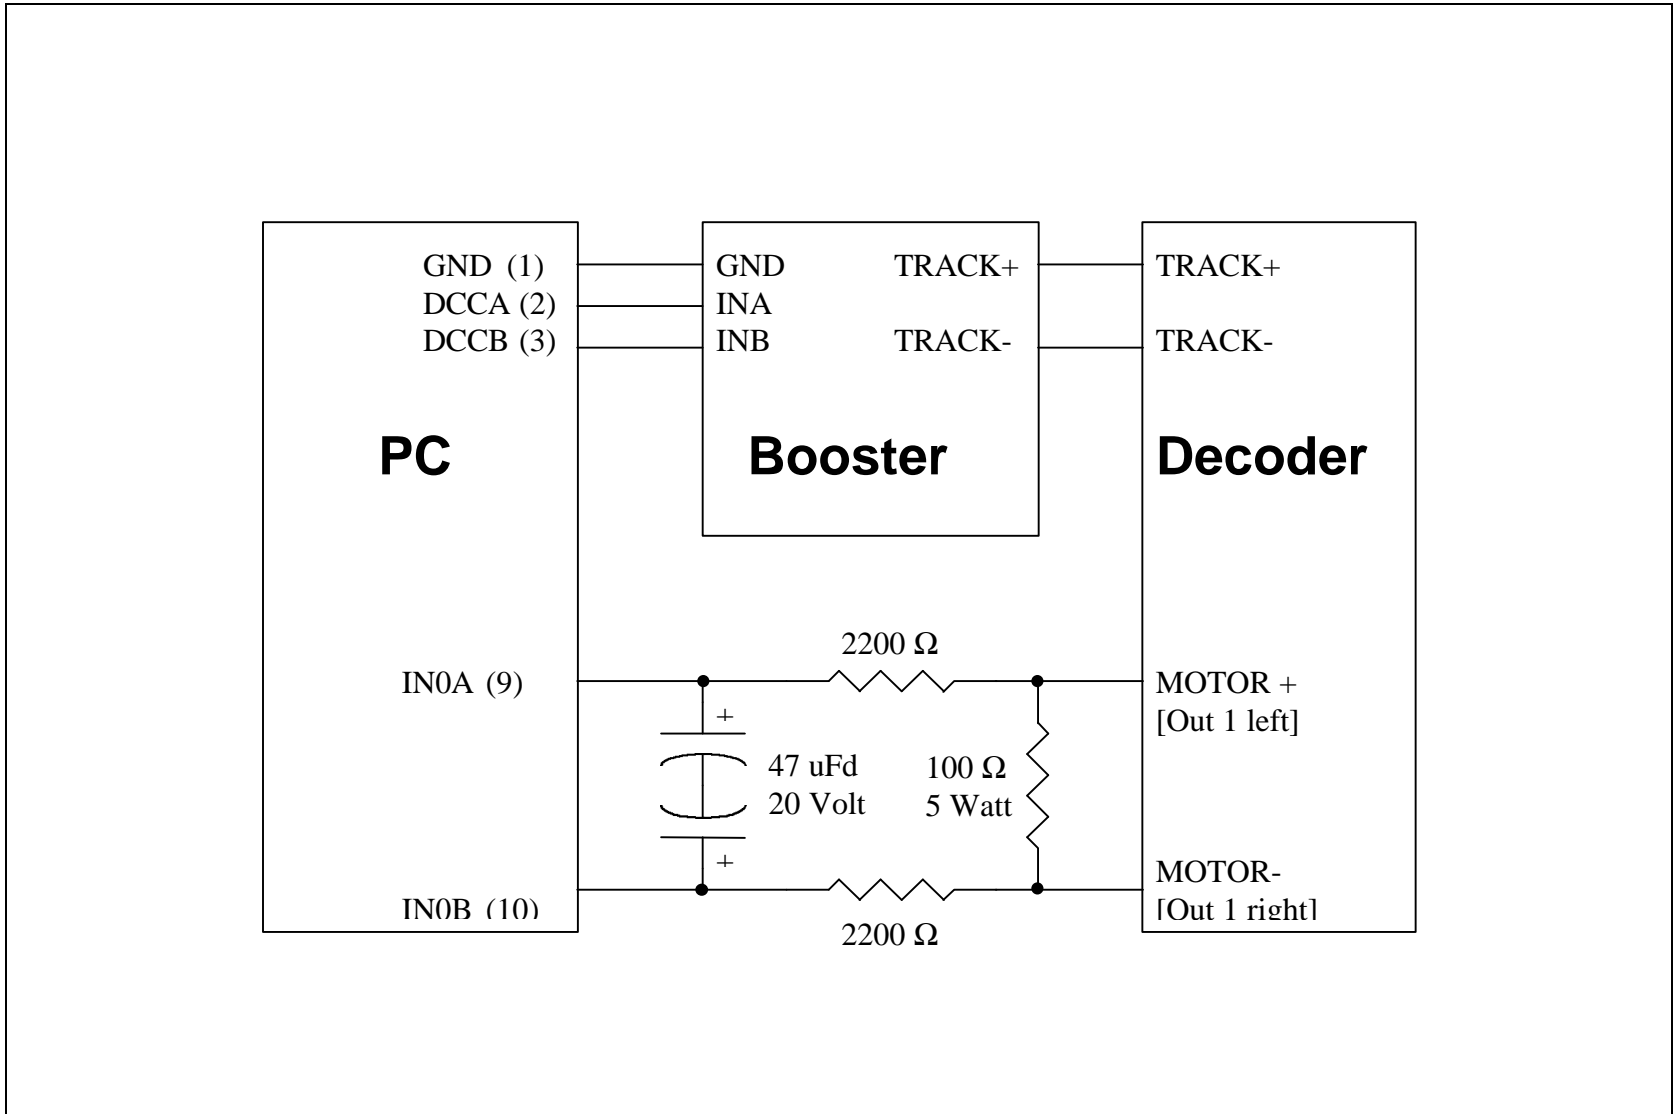 GND (1)
DCCA (2)
DCCB (3)
PC
IN0A (9)
IN0B (10)
GND
INA
INB
TRACK+
TRACK-
Booster
TRACK+
TRACK-
Decoder
2200 Ω
+
47 uFd
20 Volt
+
100 Ω
5 Watt
2200 Ω
MOTOR +
[Out 1 left]
MOTOR-
[Out 1 right]